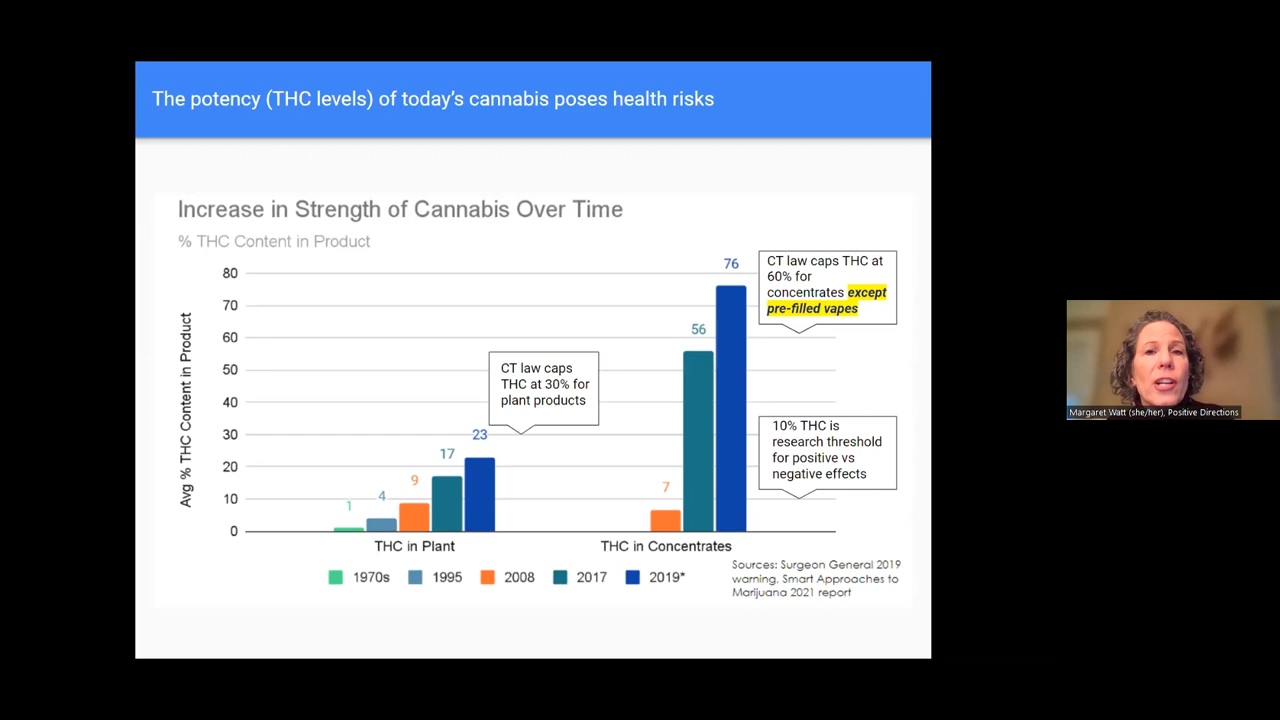 The potency (THC levels) of today's cannabis poses health risks
Increase in Strength of Cannabis Over Time
% THC Content in Product
Avg % THC Content in Product
80
70
60
50
40
30
20
10
0
1
4
9
17
23
7
56
76
CT law caps
THC at 30% for
plant products
CT law caps THC at
60% for
concentrates except
pre-filled vapes
10% THC is
research threshold
for positive vs
negative effects
THC in Plant
THC in Concentrates
1970s
1995
2008
2017
2019*
Sources: Surgeon General 2019
warning, Smart Approaches to
Marijuana 2021 report
Margaret Watt (she/her), Positive Directions